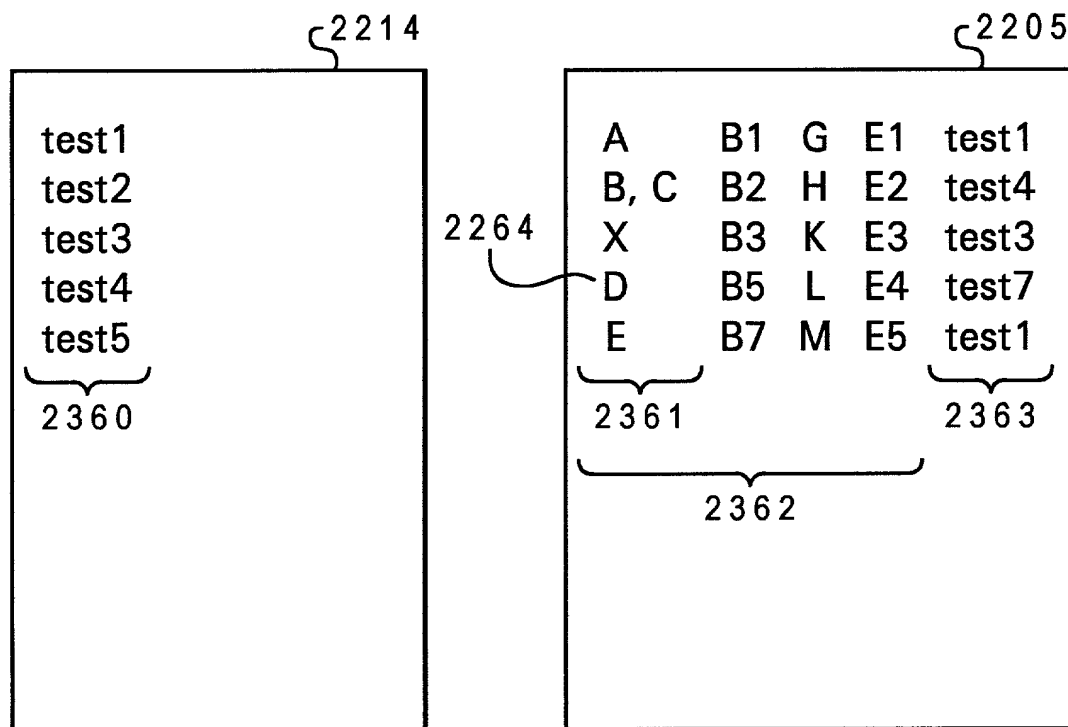 2214
2205
test1
test2
test3
test4
test5
2360
2264
A B1 G E1 test1
B, C B2 H E2 test4
X B3 K E3 test3
D B5 L E4 test7
E B7 M E5 test1
2361
2363
2362